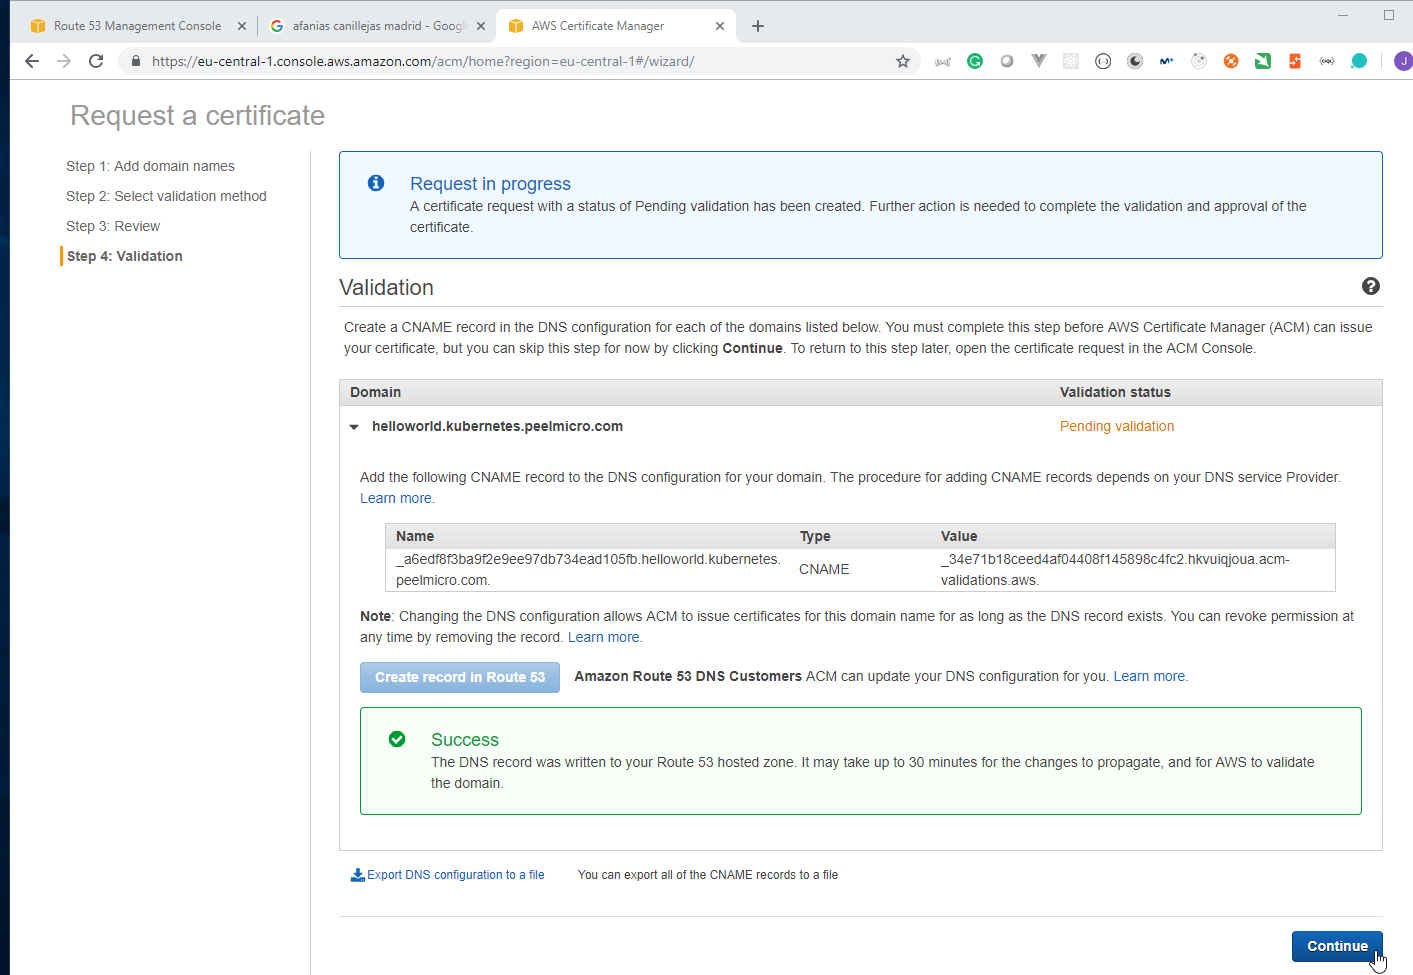 Route 53 Management Console
afanias canillejas madrid - Googl
AWS Certificate Manager
https://eu-central-1.console.aws.amazon.com/acm/home?region=eu-central-1#/wizard/
J
Request a certificate
Step 1: Add domain names
Step 2: Select validation method
Step 3: Review
Step 4: Validation
Request in progress
A certificate request with a status of Pending validation has been created. Further action is needed to complete the validation and approval of the
certificate.
Validation
Create a CNAME record in the DNS configuration for each of the domains listed below. You must complete this step before AWS Certificate Manager (ACM) can issue
your certificate, but you can skip this step for now by clicking Continue. To return to this step later, open the certificate request in the ACM Console.
Domain Validation status
helloworld.kubernetes.peelmicro.com Pending validation
Add the following CNAME record to the DNS configuration for your domain. The procedure for adding CNAME records depends on your DNS service Provider.
Learn more.
Name Type Value
_a6edf8f3ba9f2e9ee97db734ead105fb.helloworld.kubernetes. CNAME _34e71b18ceed4af04408f145898c4fc2.hkvuiqjoua.acm-
peelmicro.com. validations.aws.
Note: Changing the DNS configuration allows ACM to issue certificates for this domain name for as long as the DNS record exists. You can revoke permission at
any time by removing the record. Learn more.
Create record in Route 53 Amazon Route 53 DNS Customers ACM can update your DNS configuration for you. Learn more.
Success
The DNS record was written to your Route 53 hosted zone. It may take up to 30 minutes for the changes to propagate, and for AWS to validate
the domain.
Export DNS configuration to a file You can export all of the CNAME records to a file
Continue